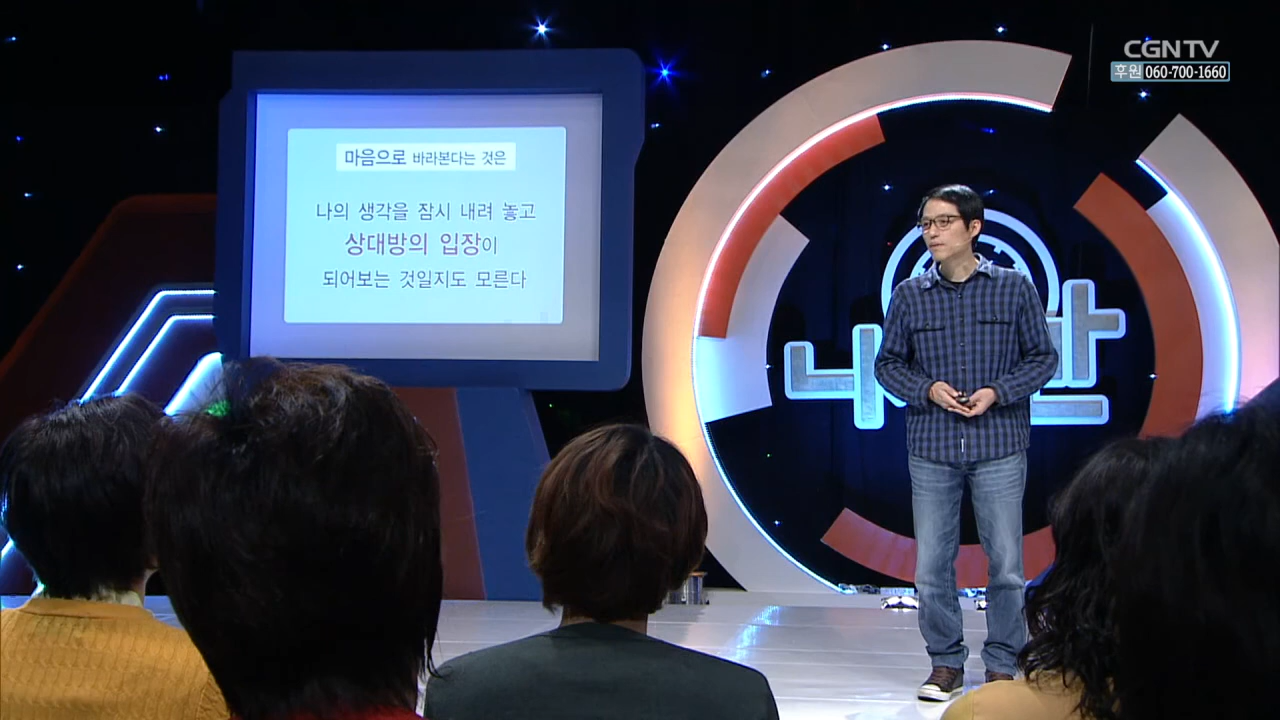 CGNTV
후원 060-700-1660
마음으로 바라본다는 것은
나의 생각을 잠시 내려 놓고
상대방의 입장이
되어보는 것일지도 모른다